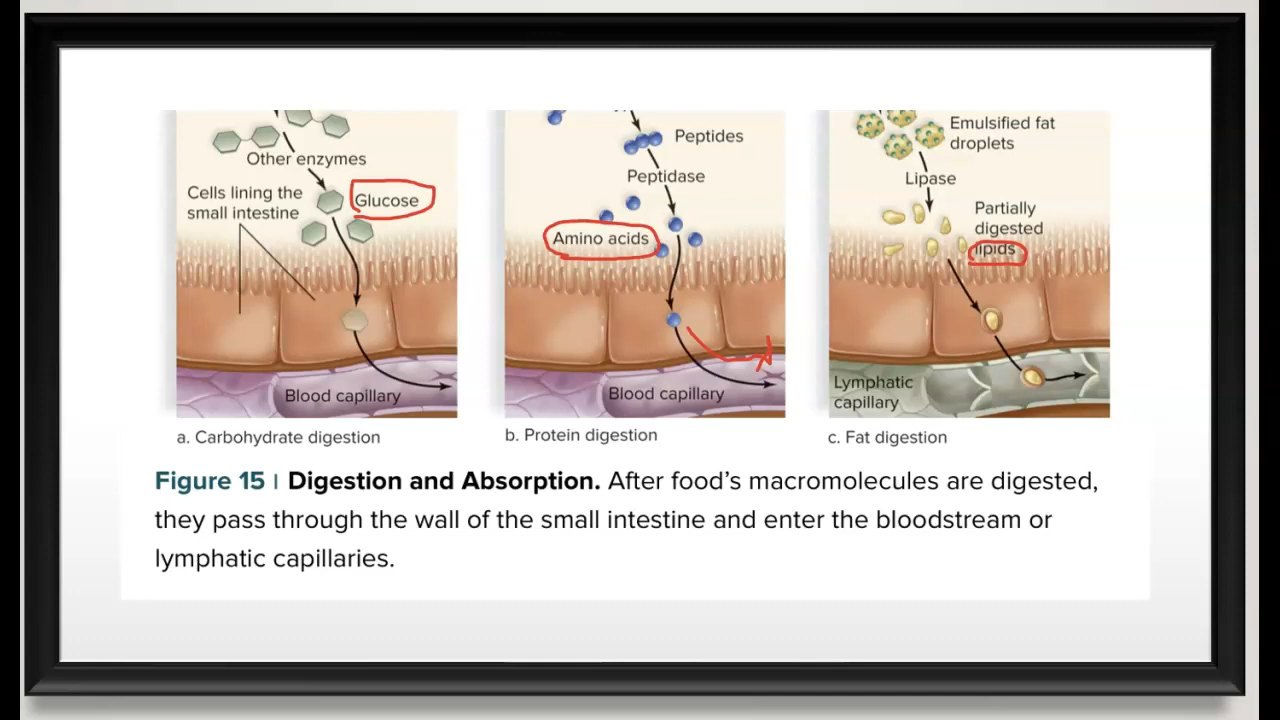 Other enzymes
Cells lining the
small intestine
Glucose
Blood capillary
a. Carbohydrate digestion
Peptides
Peptidase
Amino acids
Blood capillary
b. Protein digestion
Emulsified fat
droplets
Lipase
Partially
digested
lipids
Lymphatic
capillary
c. Fat digestion
Figure 15 | Digestion and Absorption. After food's macromolecules are digested,
they pass through the wall of the small intestine and enter the bloodstream or
lymphatic capillaries.